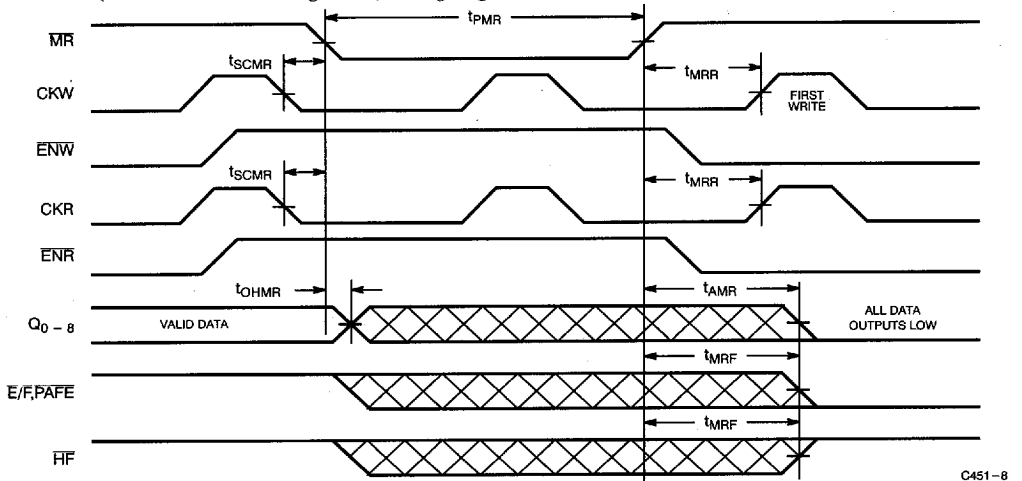 tPMR
MR
tSCMR
tMRR
CKW
FIRST
WRITE
ENW
tSCMR
tMRR
CKR
ENR
tOHMR
tAMR
Q0 – 8
VALID DATA
ALL DATA
OUTPUTS LOW
tMRF
E/F,PAFE
tMRF
HF
C451–8